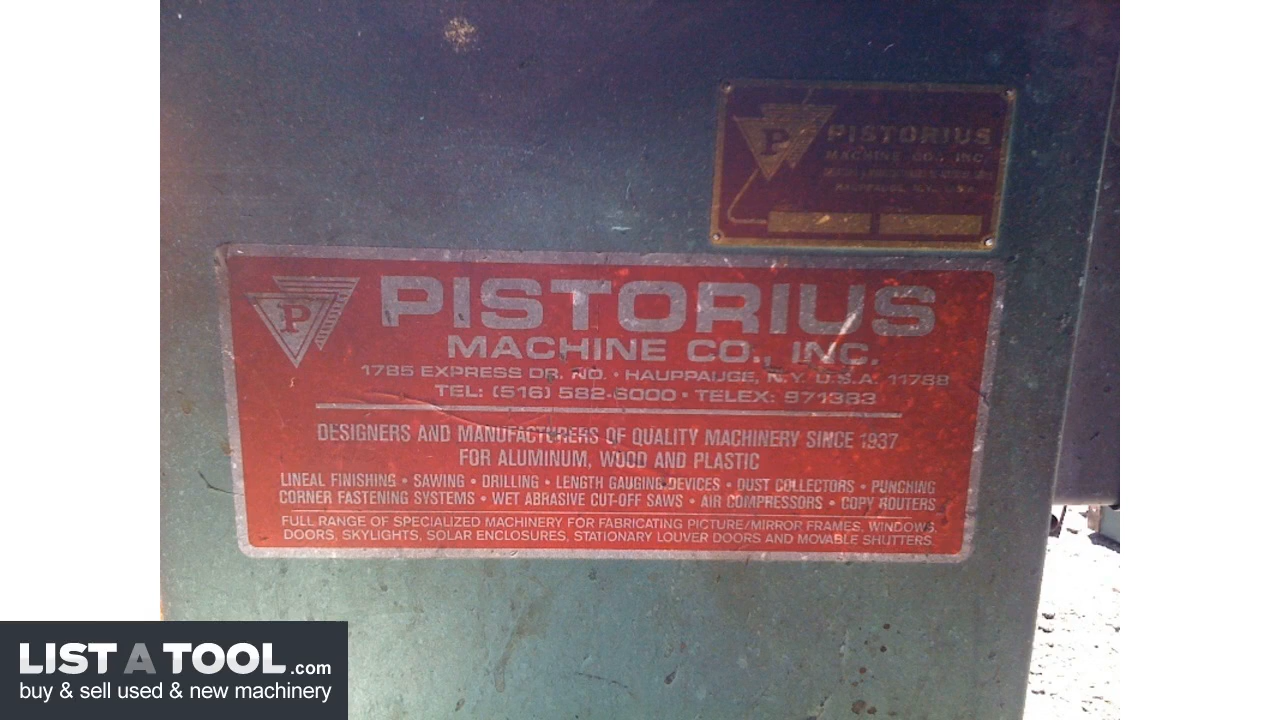 P
PISTORIUS
MACHINE CO., INC.
HAUPPAUGE, N.Y., U.S.A.
P
PISTORIUS
MACHINE CO., INC.
1785 EXPRESS DR. NO. • HAUPPAUGE, N.Y. U.S.A. 11788
TEL: (516) 582-6000 • TELEX: 971383
DESIGNERS AND MANUFACTURERS OF QUALITY MACHINERY SINCE 1937
FOR ALUMINUM, WOOD AND PLASTIC
LINEAL FINISHING • SAWING • DRILLING • LENGTH GAUGING DEVICES • DUST COLLECTORS • PUNCHING
CORNER FASTENING SYSTEMS • WET ABRASIVE CUT-OFF SAWS • AIR COMPRESSORS • COPY ROUTERS
FULL RANGE OF SPECIALIZED MACHINERY FOR FABRICATING PICTURE/MIRROR FRAMES, WINDOWS,
DOORS, SKYLIGHTS, SOLAR ENCLOSURES, STATIONARY LOUVER DOORS AND MOVABLE SHUTTERS.
LIST A TOOL.com
buy & sell used & new machinery